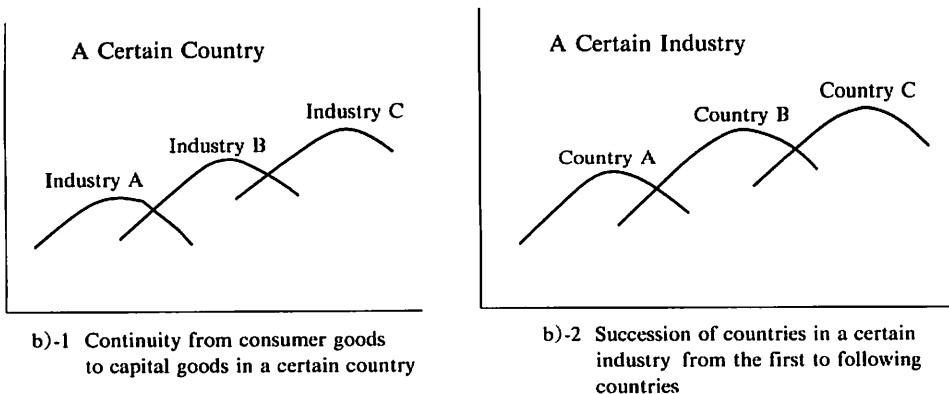 A Certain Country
Industry C
Industry B
Industry A
b)-1 Continuity from consumer goods
to capital goods in a certain country
A Certain Industry
Country C
Country B
Country A
b)-2 Succession of countries in a certain
industry from the first to following
countries